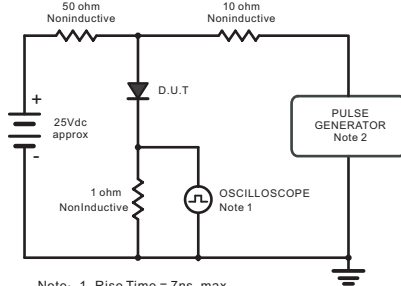 50 ohm
Noninductive
10 ohm
Noninductive
D.U.T
+
25Vdc
approx
-
PULSE
GENERATOR
Note 2
1 ohm
NonInductive
OSCILLOSCOPE
Note 1
Note: 1. Rise Time = 7ns, max